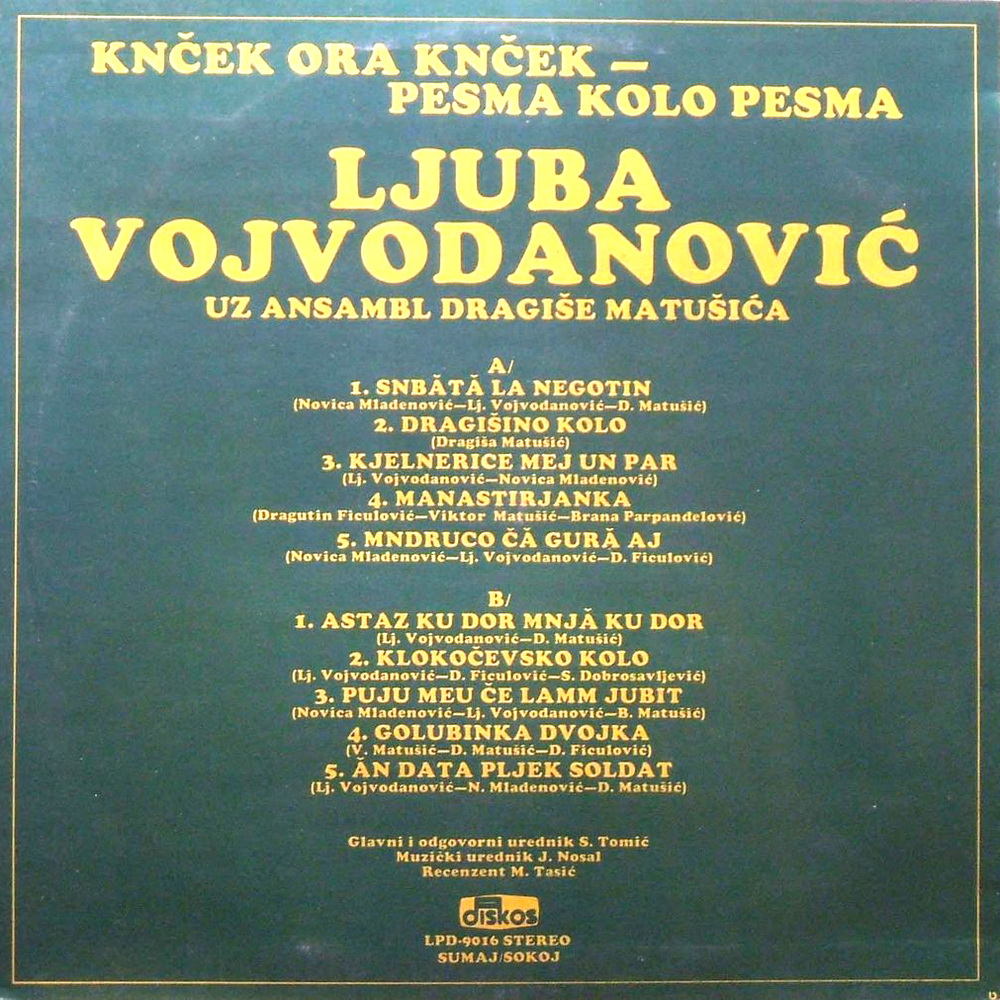 KNČEK ORA KNČEK —
PESMA KOLO PESMA
LJUBA
VOJVODANOVIĆ
UZ ANSAMBL DRAGIŠE MATUŠIĆA
A/
1. SNBĂTĂ LA NEGOTIN
(Novica Mladenović—Lj. Vojvodanović—D. Matušić)
2. DRAGIŠINO KOLO
(Dragiša Matušić)
3. KJELNERICE MEJ UN PAR
(Lj. Vojvodanović—Novica Mladenović)
4. MANASTIRJANKA
(Dragutin Ficulović—Viktor Matušić—Brana Parpanđelović)
5. MNDRUCO ČĂ GURĂ AJ
(Novica Mladenović—Lj. Vojvodanović—D. Ficulović)
B/
1. ASTAZ KU DOR MNJĂ KU DOR
(Lj. Vojvodanović—D. Matušić)
2. KLOKOČEVSKO KOLO
(Lj. Vojvodanović—D. Ficulović—S. Dobrosavljević)
3. PUJU MEU ČE LAMM JUBIT
(Novica Mladenović—Lj. Vojvodanović—B. Matušić)
4. GOLUBINKA DVOJKA
(V. Matušić—D. Matušić—D. Ficulović)
5. ĂN DATA PLJEK SOLDAT
(Lj. Vojvodanović—N. Mladenović—D. Matušić)
Glavni i odgovorni urednik S. Tomić
Muzički urednik J. Nosal
Recenzent M. Tasić
diskos
LPD-9016 STEREO
SUMAJ/SOKOJ